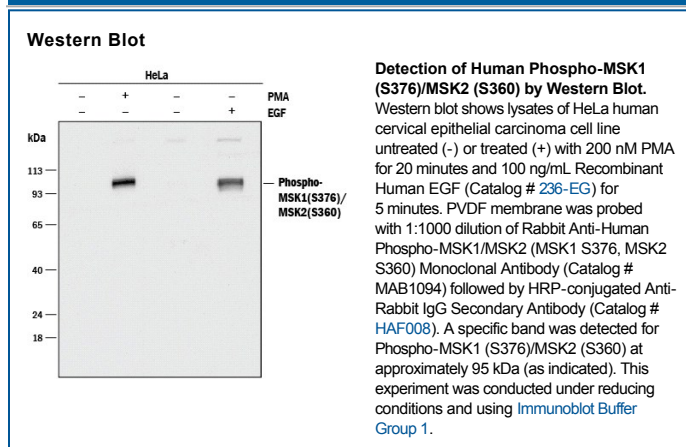 Western Blot
HeLa
– + – – PMA
– – – + EGF
kDa
113
93
65
40
24
18
Phospho-
MSK1(S376)/
MSK2(S360)
Detection of Human Phospho-MSK1
(S376)/MSK2 (S360) by Western Blot.
Western blot shows lysates of HeLa human
cervical epithelial carcinoma cell line
untreated (-) or treated (+) with 200 nM PMA
for 20 minutes and 100 ng/mL Recombinant
Human EGF (Catalog # 236-EG) for
5 minutes. PVDF membrane was probed
with 1:1000 dilution of Rabbit Anti-Human
Phospho-MSK1/MSK2 (MSK1 S376, MSK2
S360) Monoclonal Antibody (Catalog #
MAB1094) followed by HRP-conjugated Anti-
Rabbit IgG Secondary Antibody (Catalog #
HAF008). A specific band was detected for
Phospho-MSK1 (S376)/MSK2 (S360) at
approximately 95 kDa (as indicated). This
experiment was conducted under reducing
conditions and using Immunoblot Buffer
Group 1.